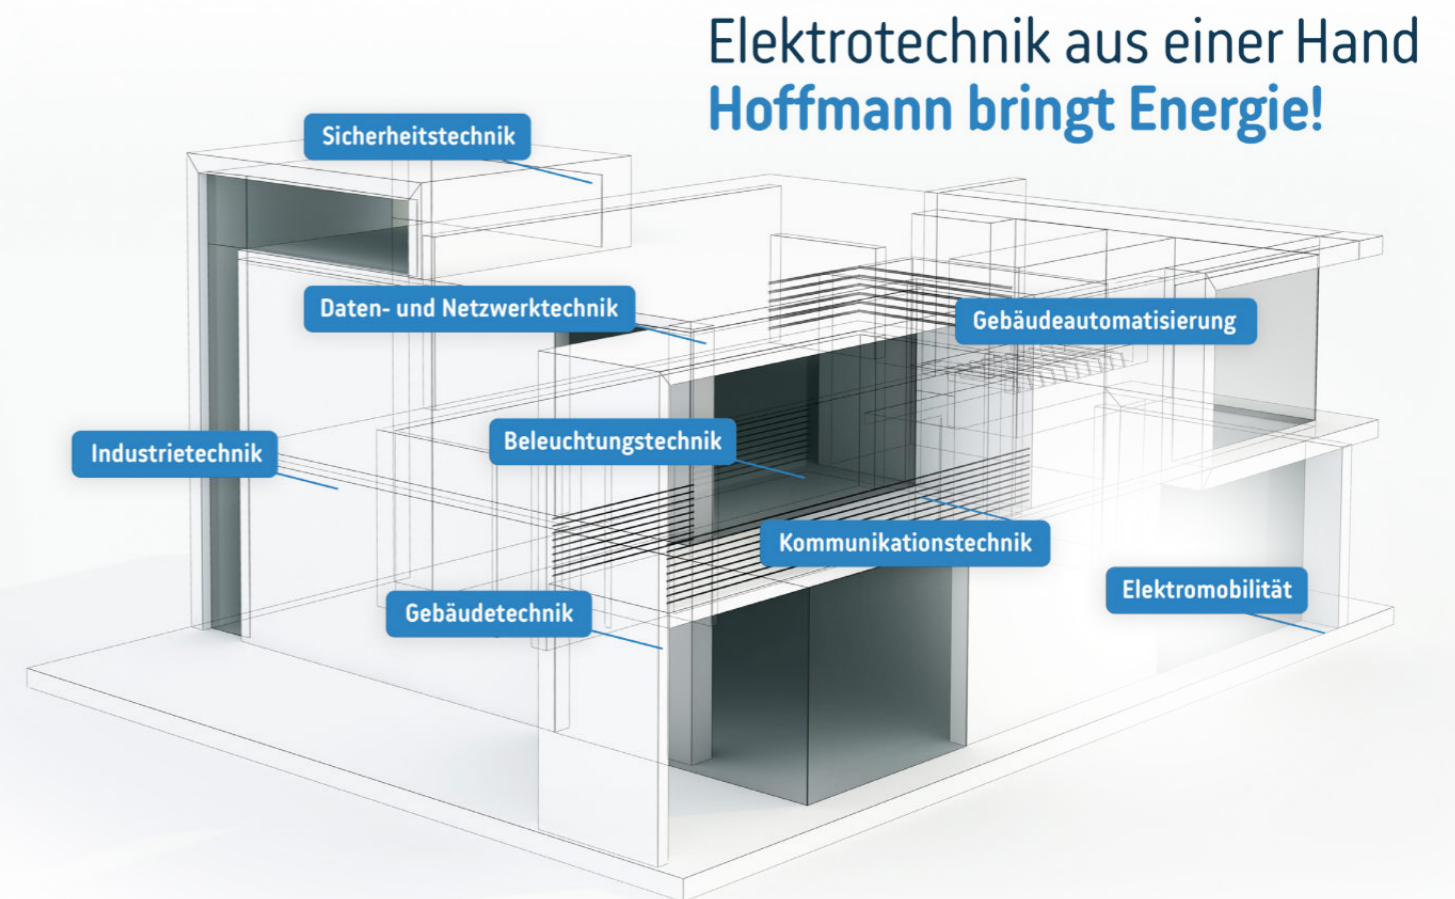 Elektrotechnik aus einer Hand
Hoffmann bringt Energie!
Sicherheitstechnik
Daten- und Netzwerktechnik
Gebäudeautomatisierung
Industrietechnik
Beleuchtungstechnik
Kommunikationstechnik
Elektromobilität
Gebäudetechnik